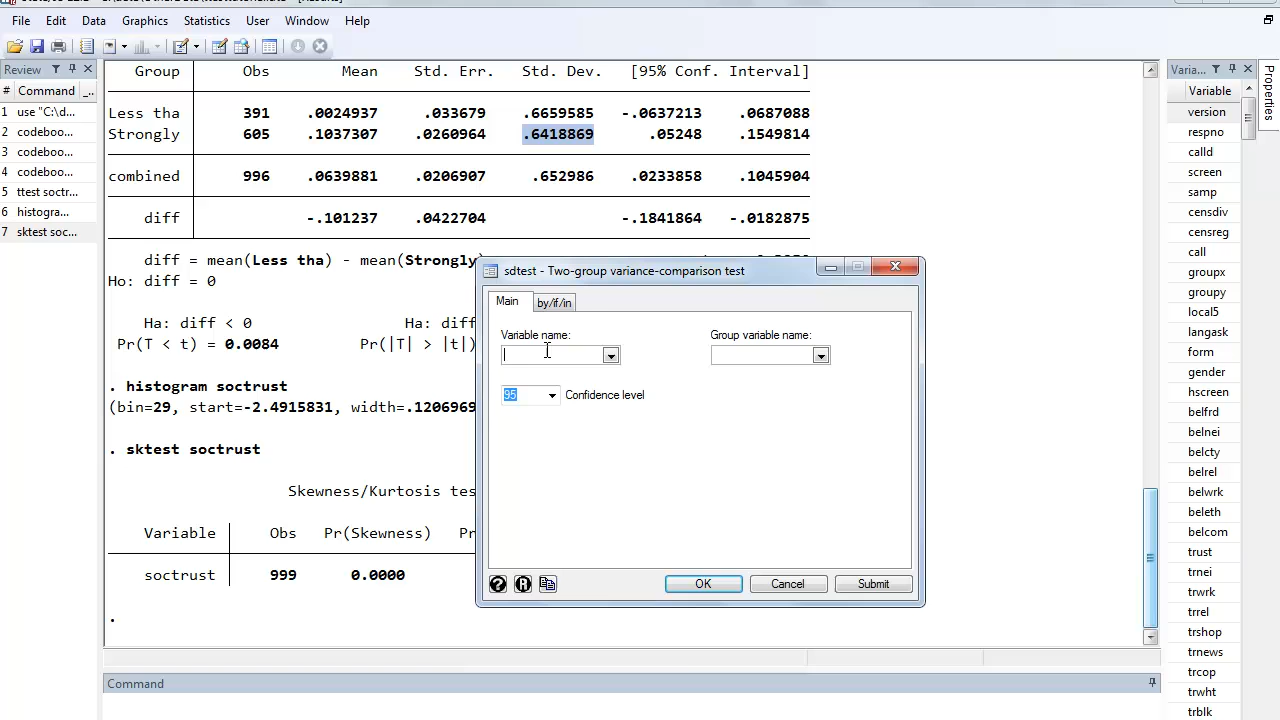 File Edit Data Graphics Statistics User Window Help
Review
# Command
1 use "C:\d...
2 codeboo...
3 codeboo...
4 codeboo...
5 ttest soctr...
6 histogra...
7 sktest soc...
Group Obs Mean Std. Err. Std. Dev. [95% Conf. Interval]
Less tha 391 .0024937 .033679 .6659585 -.0637213 .0687088
Strongly 605 .1037307 .0260964 .6418869 .05248 .1549814
combined 996 .0639881 .0206907 .652986 .0233858 .1045904
diff -.101237 .0422704 -.1841864 -.0182875
diff = mean(Less tha) - mean(Strongly)
Ho: diff = 0
Ha: diff < 0 Ha: diff
Pr(T < t) = 0.0084 Pr(|T| > |t|)
. histogram soctrust
(bin=29, start=-2.4915831, width=.1206969
. sktest soctrust
Skewness/Kurtosis tes
Variable Obs Pr(Skewness) Pr
soctrust 999 0.0000
.
Command
sdtest - Two-group variance-comparison test
Main by/if/in
Variable name: Group variable name:
95 Confidence level
OK Cancel Submit
Varia...
Variable
version
respno
calld
screen
samp
censdiv
censreg
call
groupx
groupy
local5
langask
form
gender
hscreen
belfrd
belnei
belcty
belrel
belwrk
beleth
belcom
trust
trnei
trwrk
trrel
trshop
trnews
trcop
trwht
trblk
Properties